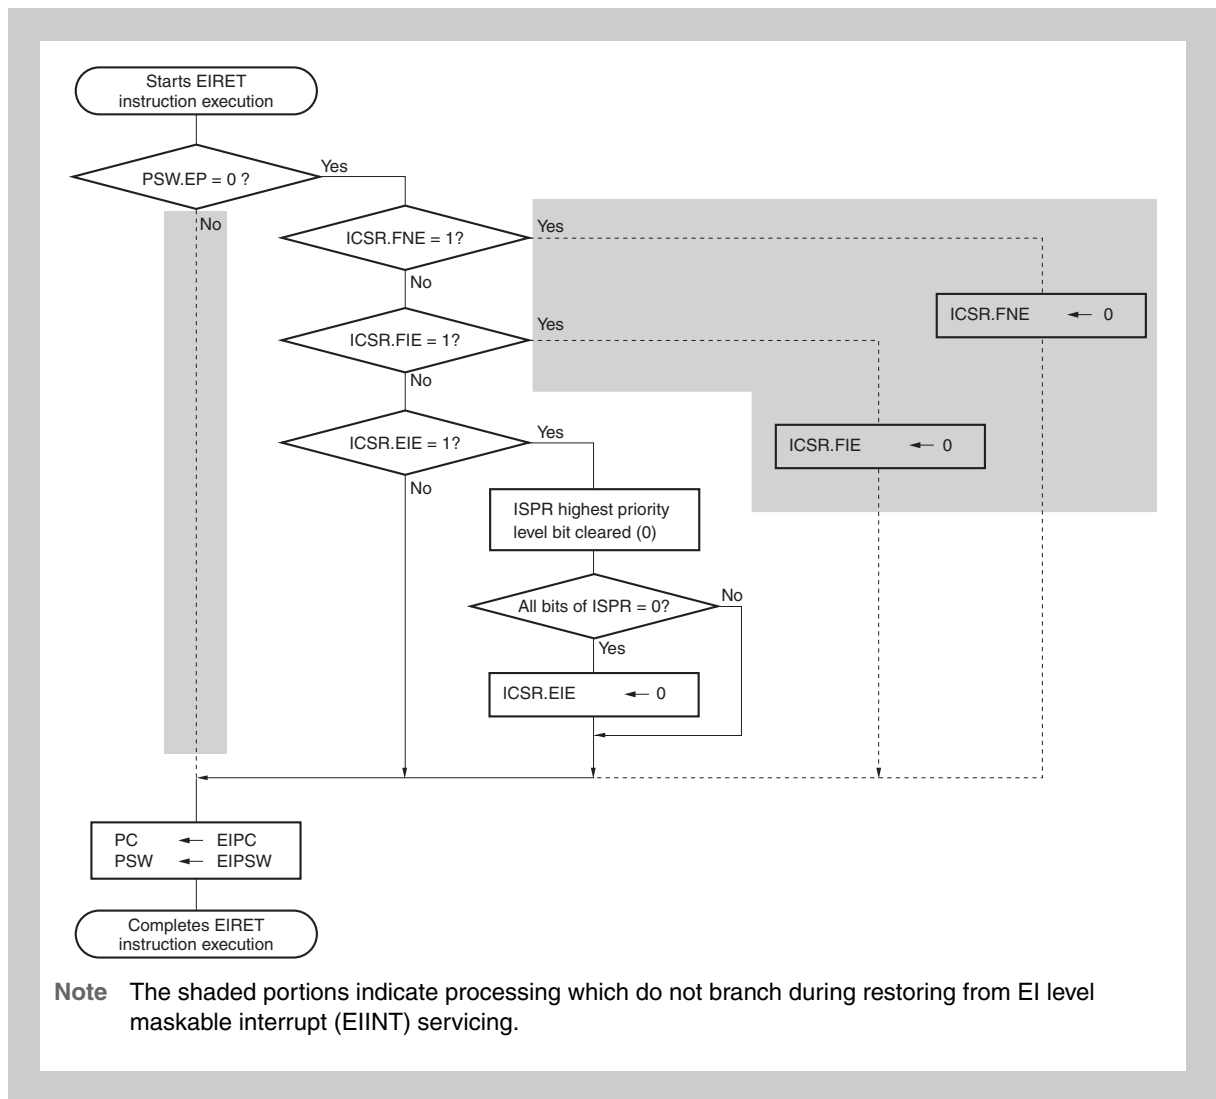 Starts EIRET
instruction execution
PSW.EP = 0 ?
Yes
No
ICSR.FNE = 1?
Yes
No
ICSR.FNE ← 0
ICSR.FIE = 1?
Yes
No
ICSR.FIE ← 0
ICSR.EIE = 1?
Yes
No
ISPR highest priority
level bit cleared (0)
All bits of ISPR = 0?
No
Yes
ICSR.EIE ← 0
PC ← EIPC
PSW ← EIPSW
Completes EIRET
instruction execution
Note The shaded portions indicate processing which do not branch during restoring from EI level
maskable interrupt (EIINT) servicing.